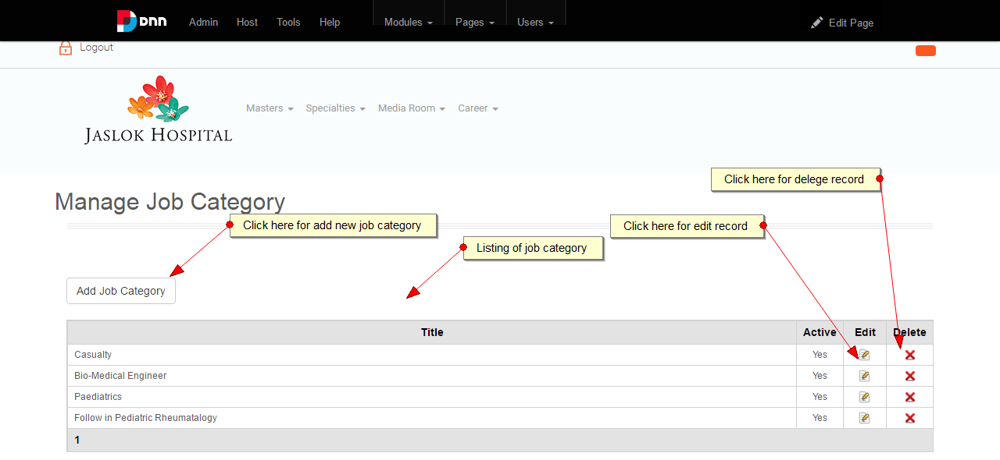 DNN Admin Host Tools Help Modules Pages Users Edit Page
Logout
Masters Specialties Media Room Career
JASLOK HOSPITAL
Click here for delege record
Manage Job Category
Click here for add new job category
Click here for edit record
Listing of job category
Add Job Category
Title Active Edit Delete
Casualty Yes
Bio-Medical Engineer Yes
Paediatrics Yes
Follow in Pediatric Rheumatalogy Yes
1